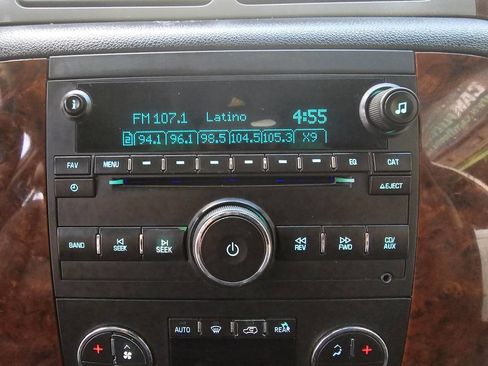 FM 107.1 Latino 4:55
2 94.1 96.1 98.5 104.5 105.3 X9
FAV MENU EQ CAT
EJECT
BAND SEEK SEEK REV FWD CD/AUX
AUTO REAR